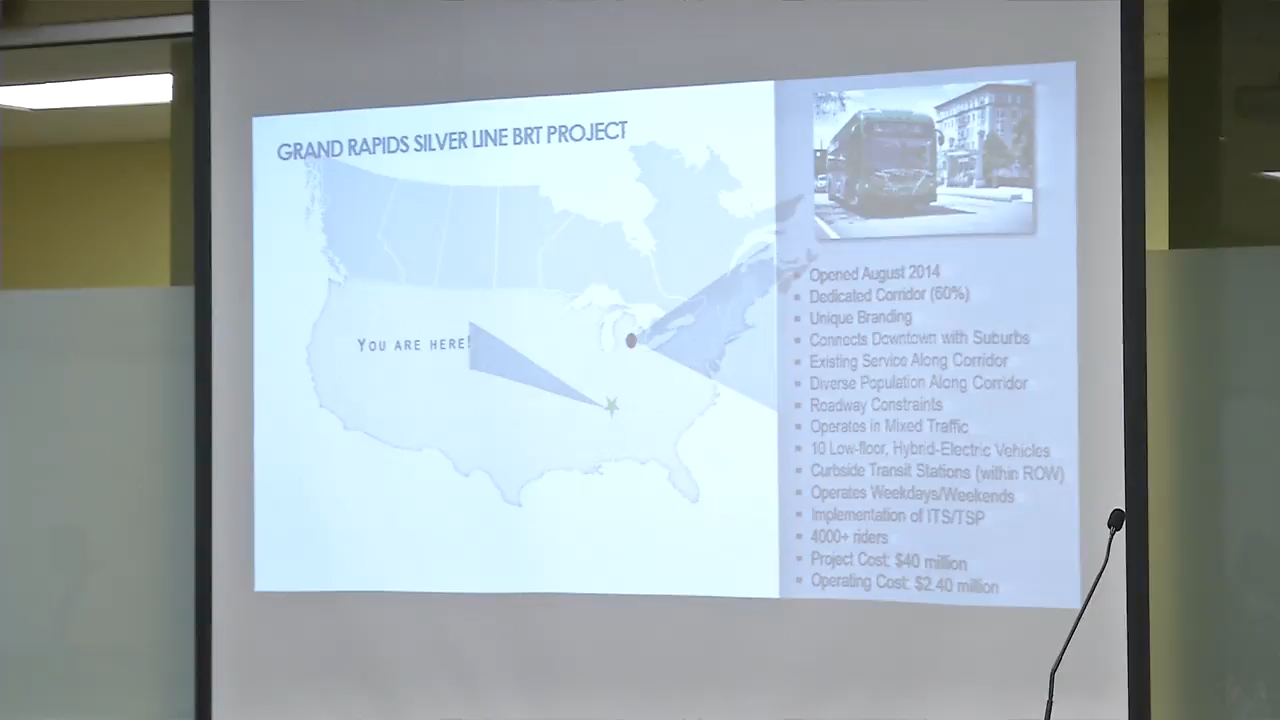 GRAND RAPIDS SILVER LINE BRT PROJECT
YOU ARE HERE!
Opened August 2014
Dedicated Corridor (60%)
Unique Branding
Connects Downtown with Suburbs
Existing Service Along Corridor
Diverse Population Along Corridor
Roadway Constraints
Operates in Mixed Traffic
10 Low-floor, Hybrid-Electric Vehicles
Curbside Transit Stations (within ROW)
Operates Weekdays/Weekends
Implementation of ITS/TSP
4000+ riders
Project Cost: $40 million
Operating Cost: $2.40 million